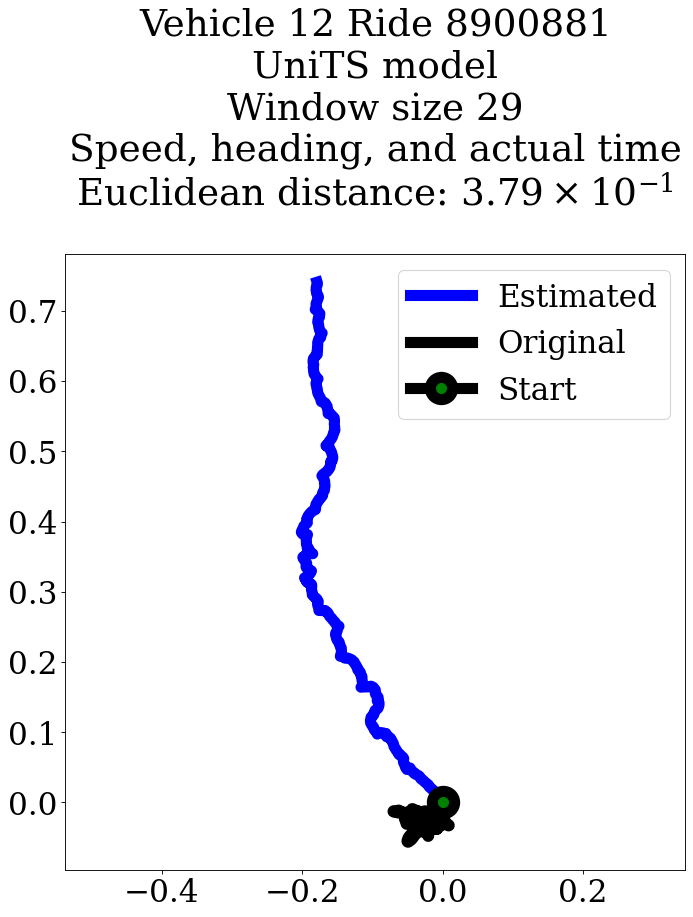 Vehicle 12 Ride 8900881
UniTS model
Window size 29
Speed, heading, and actual time
Euclidean distance: 3.79 × 10⁻¹
Estimated
Original
Start
0.7
0.6
0.5
0.4
0.3
0.2
0.1
0.0
−0.4 −0.2 0.0 0.2